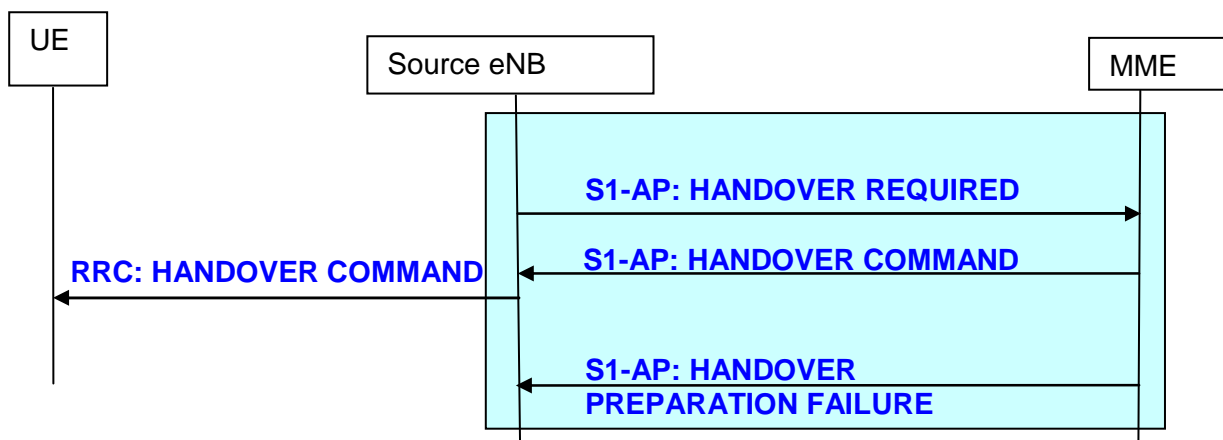 UE
Source eNB
MME
S1-AP: HANDOVER REQUIRED
S1-AP: HANDOVER COMMAND
RRC: HANDOVER COMMAND
S1-AP: HANDOVER
PREPARATION FAILURE